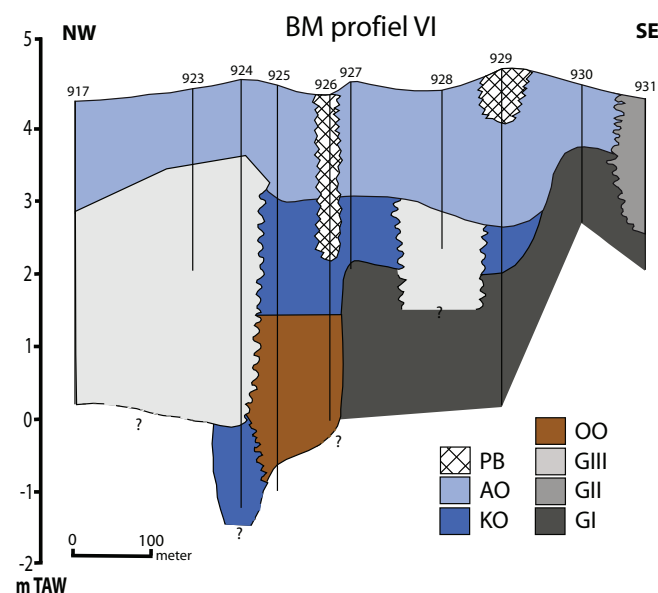 BM profiel VI
NW
SE
5
4
3
2
1
0
-1
-2
m TAW
917
923
924
925
926
927
928
929
930
931
?
?
?
?
0 100
meter
PB
AO
KO
OO
GIII
GII
GI